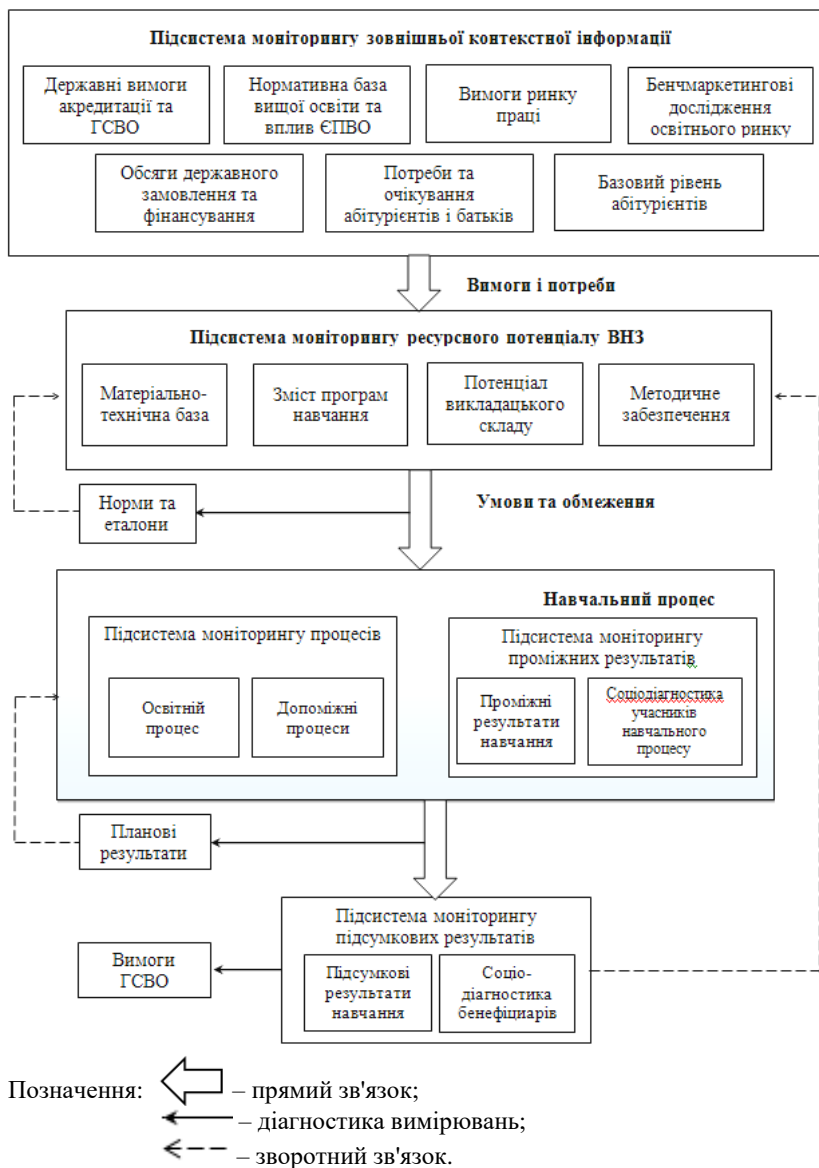 Підсистема моніторингу зовнішньої контекстної інформації
Державні вимоги
акредитації та
ГСВО
Нормативна база
вищої освіти та
вплив ЄПВО
Вимоги ринку
праці
Бенчмаркетингові
дослідження
освітнього ринку
Обсяги державного
замовлення та
фінансування
Потреби та
очікування
абітурієнтів і батьків
Базовий рівень
абітурієнтів
Вимоги і потреби
Підсистема моніторингу ресурсного потенціалу ВНЗ
Матеріально-
технічна база
Зміст програм
навчання
Потенціал
викладацького
складу
Методичне
забезпечення
Норми та
еталони
Умови та обмеження
Навчальний процес
Підсистема моніторингу процесів
Освітній
процес
Допоміжні
процеси
Підсистема моніторингу
проміжних результатів
Проміжні
результати
навчання
Соціодіагностика
учасників
навчального
процесу
Планові
результати
Підсистема моніторингу
підсумкових результатів
Вимоги
ГСВО
Підсумкові
результати
навчання
Соціо-
діагностика
бенефіциарів
Позначення: – прямий зв'язок;
– діагностика вимірювань;
– зворотний зв'язок.